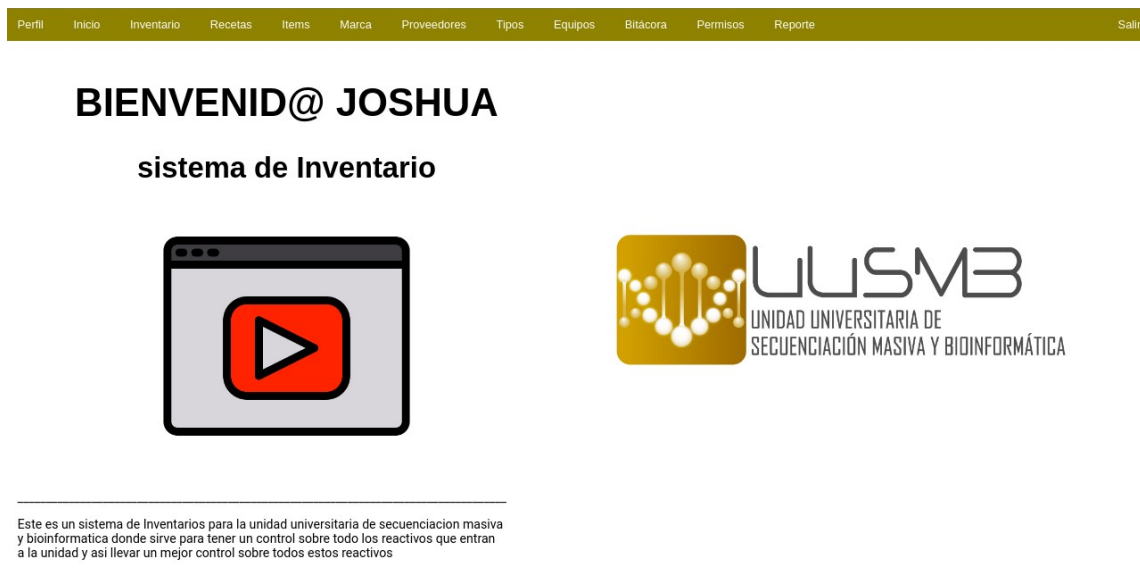 Perfil Inicio Inventario Recetas Items Marca Proveedores Tipos Equipos Bitácora Permisos Reporte Salir
BIENVENID@ JOSHUA
sistema de Inventario
UUSMB
UNIDAD UNIVERSITARIA DE
SECUENCIACIÓN MASIVA Y BIOINFORMÁTICA
Este es un sistema de Inventarios para la unidad universitaria de secuenciacion masiva
y bioinformatica donde sirve para tener un control sobre todo los reactivos que entran
a la unidad y asi llevar un mejor control sobre todos estos reactivos